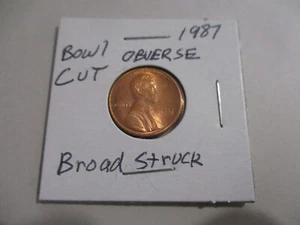 1987
BOWL OBVERSE
CUT
Broad Struck